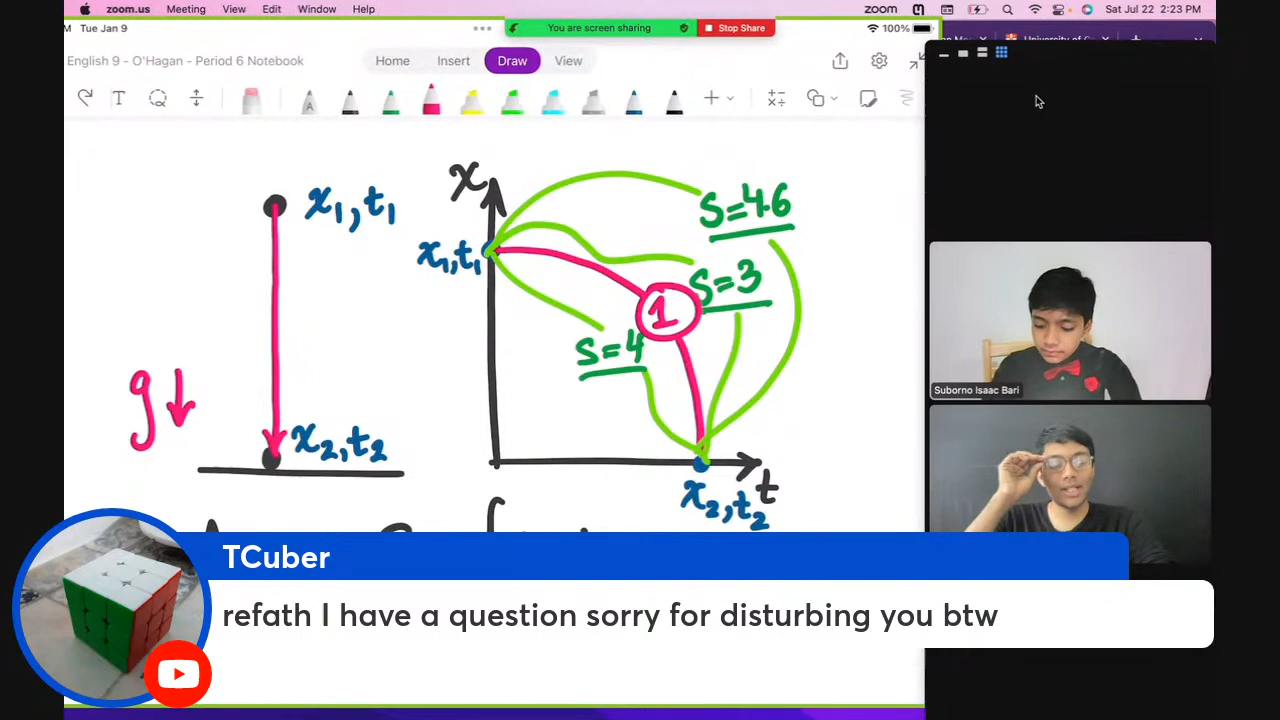 zoom.us Meeting View Edit Window Help
zoom Sat Jul 22 2:23 PM
Tue Jan 9
You are screen sharing
Stop Share
100%
English 9 - O'Hagan - Period 6 Notebook
Home Insert Draw View
T
A
x
x₁, t₁
S=4.6
x₁, t₁
S=3
1
S=4
g↓
x₂, t₂
t
x₂, t₂
Suborno Isaac Bari
TCuber
refath I have a question sorry for disturbing you btw